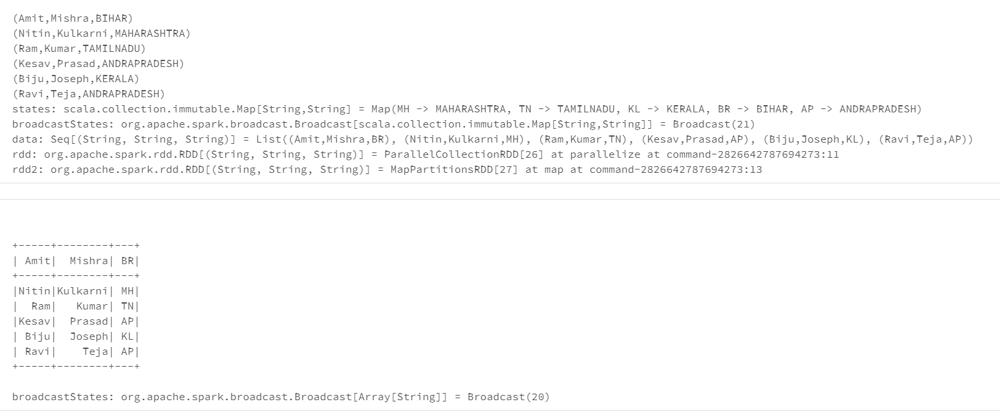 (Amit,Mishra,BIHAR)
(Nitin,Kulkarni,MAHARASHTRA)
(Ram,Kumar,TAMILNADU)
(Kesav,Prasad,ANDRAPRADESH)
(Biju,Joseph,KERALA)
(Ravi,Teja,ANDRAPRADESH)
states: scala.collection.immutable.Map[String,String] = Map(MH -> MAHARASHTRA, TN -> TAMILNADU, KL -> KERALA, BR -> BIHAR, AP -> ANDRAPRADESH)
broadcastStates: org.apache.spark.broadcast.Broadcast[scala.collection.immutable.Map[String,String]] = Broadcast(21)
data: Seq[(String, String, String)] = List((Amit,Mishra,BR), (Nitin,Kulkarni,MH), (Ram,Kumar,TN), (Kesav,Prasad,AP), (Biju,Joseph,KL), (Ravi,Teja,AP))
rdd: org.apache.spark.rdd.RDD[(String, String, String)] = ParallelCollectionRDD[26] at parallelize at command-2826642787694273:11
rdd2: org.apache.spark.rdd.RDD[(String, String, String)] = MapPartitionsRDD[27] at map at command-2826642787694273:13
+-----+--------+---+
| Amit|  Mishra| BR|
+-----+--------+---+
|Nitin|Kulkarni| MH|
|  Ram|   Kumar| TN|
|Kesav|  Prasad| AP|
| Biju|  Joseph| KL|
| Ravi|    Teja| AP|
+-----+--------+---+
broadcastStates: org.apache.spark.broadcast.Broadcast[Array[String]] = Broadcast(20)